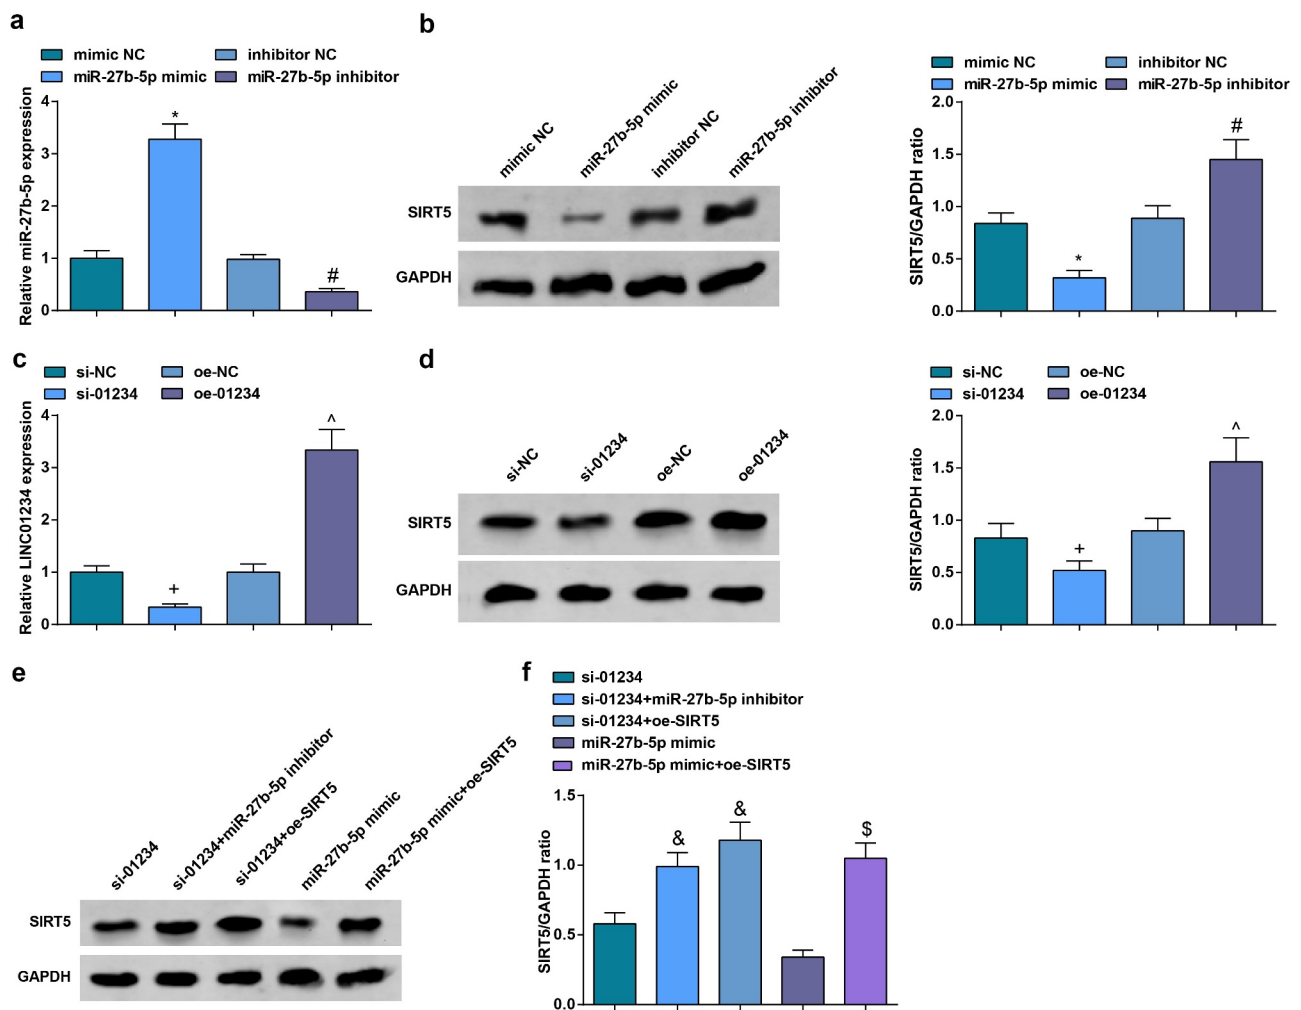 a
mimic NC
inhibitor NC
miR-27b-5p mimic
miR-27b-5p inhibitor
Relative miR-27b-5p expression
4
3
2
1
0
*
#
b
mimic NC
miR-27b-5p mimic
inhibitor NC
miR-27b-5p inhibitor
SIRT5
GAPDH
mimic NC
inhibitor NC
miR-27b-5p mimic
miR-27b-5p inhibitor
SIRT5/GAPDH ratio
2.0
1.5
1.0
0.5
0.0
*
#
c
si-NC
oe-NC
si-01234
oe-01234
Relative LINC01234 expression
4
3
2
1
0
+
^
d
si-NC
si-01234
oe-NC
oe-01234
SIRT5
GAPDH
si-NC
oe-NC
si-01234
oe-01234
SIRT5/GAPDH ratio
2.0
1.5
1.0
0.5
0.0
+
^
e
si-01234
si-01234+miR-27b-5p inhibitor
si-01234+oe-SIRT5
miR-27b-5p mimic
miR-27b-5p mimic+oe-SIRT5
SIRT5
GAPDH
f
si-01234
si-01234+miR-27b-5p inhibitor
si-01234+oe-SIRT5
miR-27b-5p mimic
miR-27b-5p mimic+oe-SIRT5
SIRT5/GAPDH ratio
1.5
1.0
0.5
0.0
&
&
$